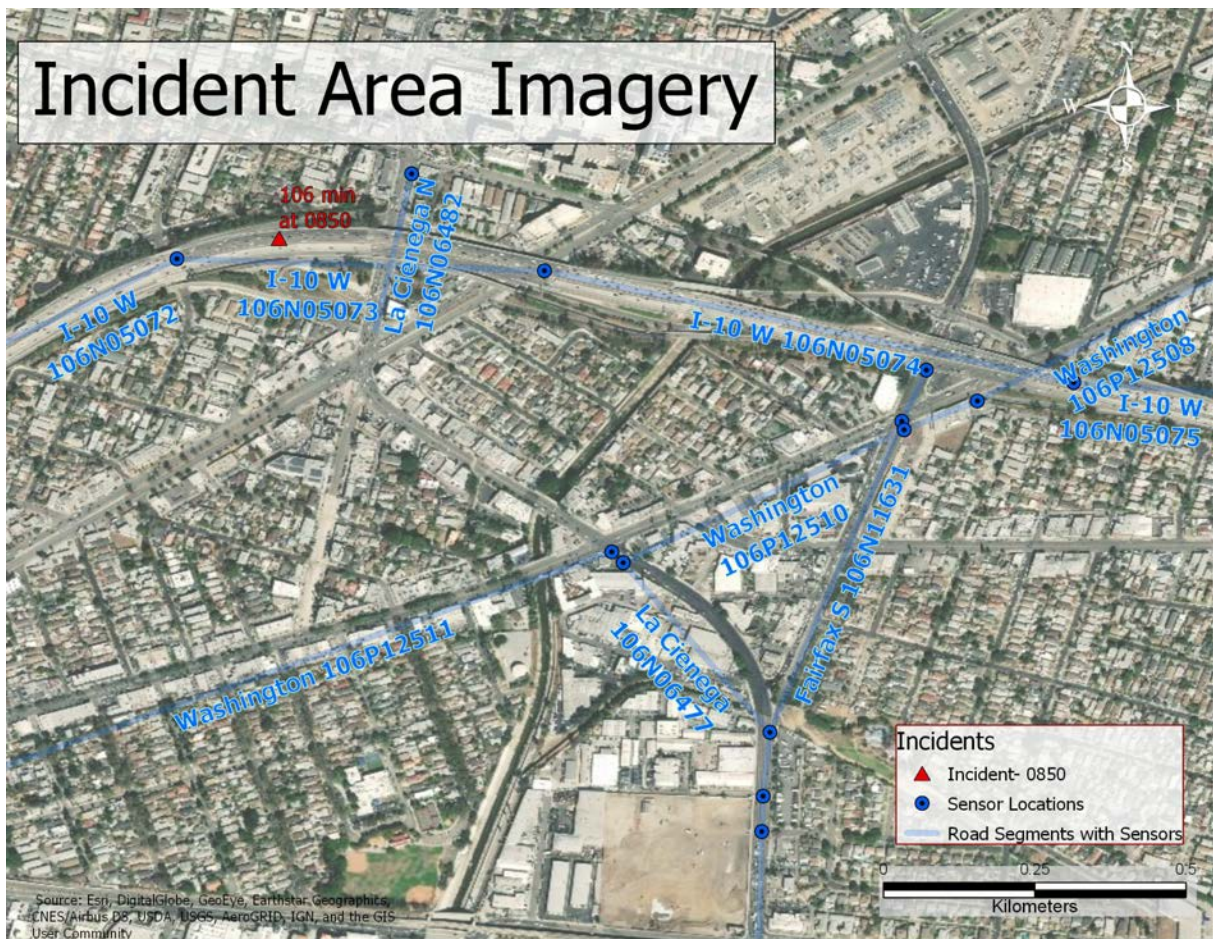 Incident Area Imagery
N
W
E
S
106 min
at 0850
La Cienega N
106N06482
I-10 W
106N05072
I-10 W
106N05073
I-10 W 106N05074
Washington
106P12508
I-10 W
106N05075
Washington
106P12510
Fairfax S 106N11631
La Cienega
106N06477
Washington 106P12511
Incidents
Incident- 0850
Sensor Locations
Road Segments with Sensors
0 0.25 0.5
Kilometers
Source: Esri, DigitalGlobe, GeoEye, Earthstar Geographics,
CNES/Airbus DS, USDA, USGS, AeroGRID, IGN, and the GIS
User Community